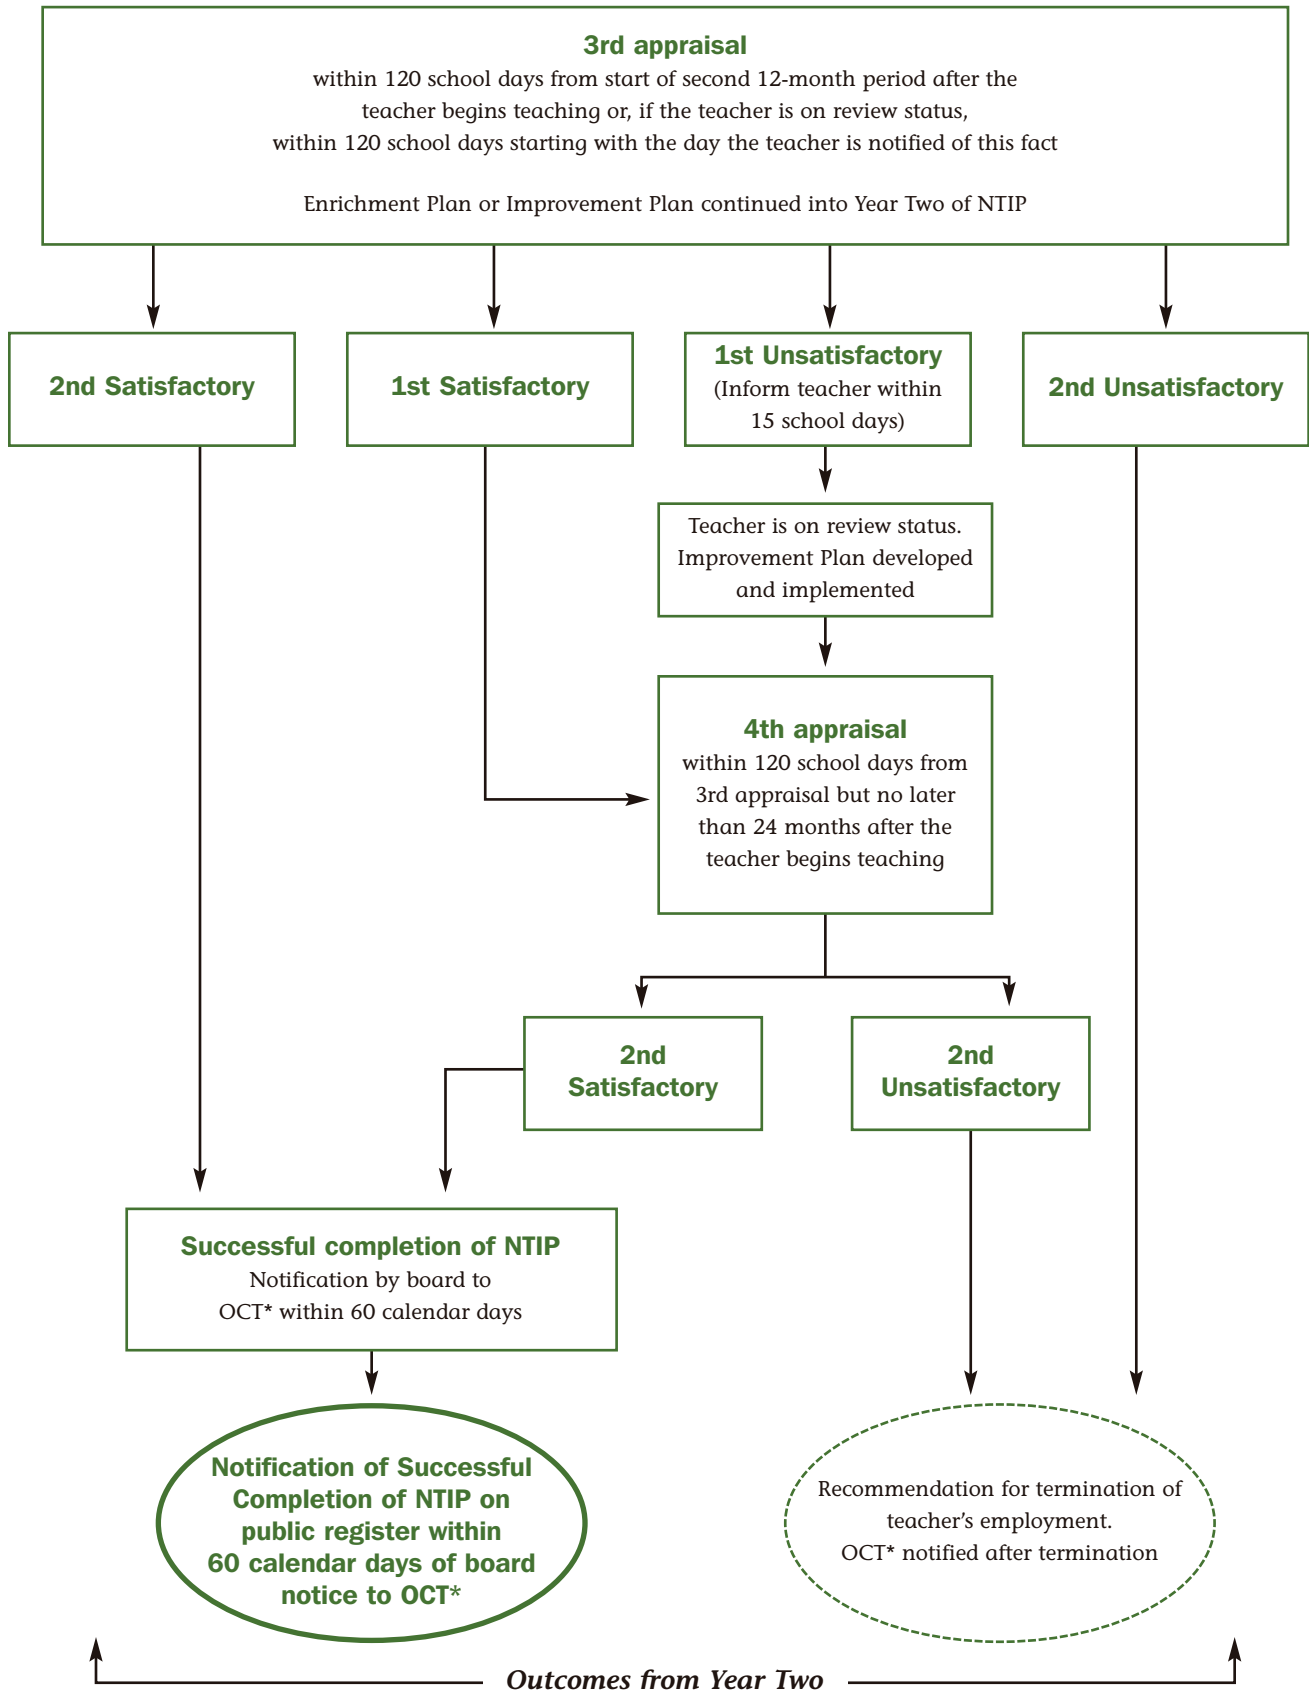 3rd appraisal
within 120 school days from start of second 12-month period after the
teacher begins teaching or, if the teacher is on review status,
within 120 school days starting with the day the teacher is notified of this fact
Enrichment Plan or Improvement Plan continued into Year Two of NTIP
2nd Satisfactory
1st Satisfactory
1st Unsatisfactory
(Inform teacher within
15 school days)
2nd Unsatisfactory
Teacher is on review status.
Improvement Plan developed
and implemented
4th appraisal
within 120 school days from
3rd appraisal but no later
than 24 months after the
teacher begins teaching
2nd
Satisfactory
2nd
Unsatisfactory
Successful completion of NTIP
Notification by board to
OCT* within 60 calendar days
Notification of Successful
Completion of NTIP on
public register within
60 calendar days of board
notice to OCT*
Recommendation for termination of
teacher’s employment.
OCT* notified after termination
Outcomes from Year Two